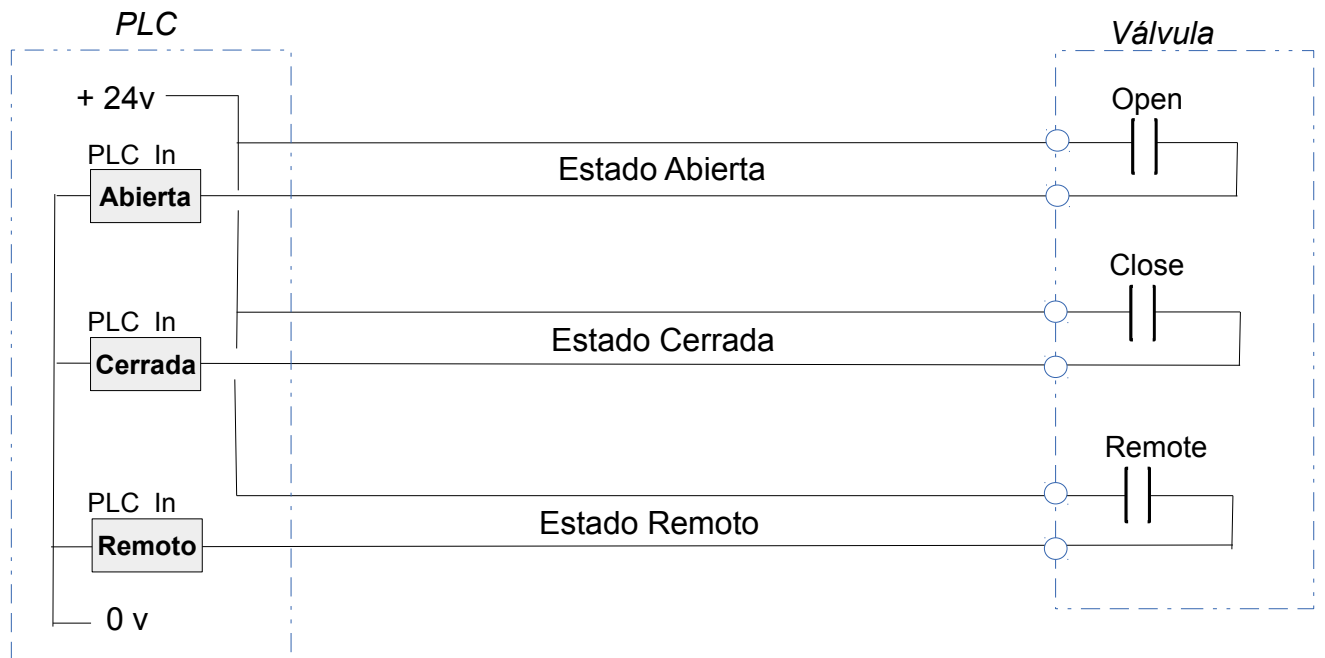 PLC
Válvula
+ 24v
Open
PLC In
Estado Abierta
Abierta
Close
PLC In
Estado Cerrada
Cerrada
Remote
PLC In
Estado Remoto
Remoto
0 v